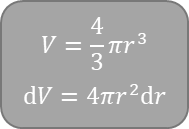 V = 4/3 πr³
dV = 4πr²dr